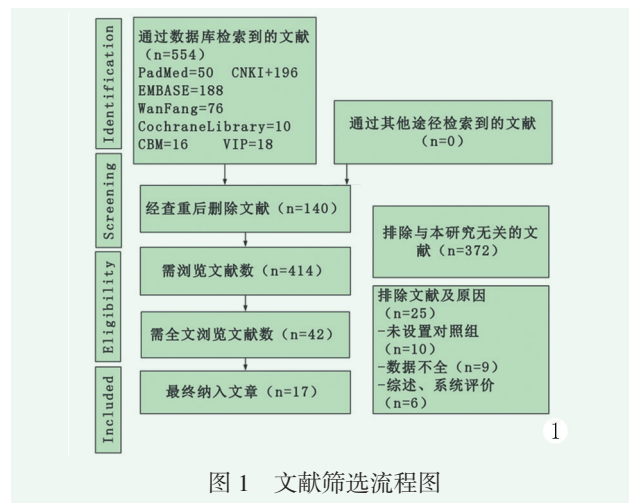 Identification
通过数据库检索到的文献
（n=554）
PadMed=50 CNKI+196
EMBASE=188
WanFang=76
CochraneLibrary=10
CBM=16 VIP=18
通过其他途径检索到的文献
（n=0）
Screening
经查重后删除文献（n=140）
排除与本研究无关的文
献（n=372）
Eligibility
需浏览文献数（n=414）
需全文浏览文献数（n=42）
排除文献及原因
（n=25）
-未设置对照组
（n=10）
-数据不全（n=9）
-综述、系统评价
（n=6）
Included
最终纳入文章（n=17）
1
图 1 文献筛选流程图